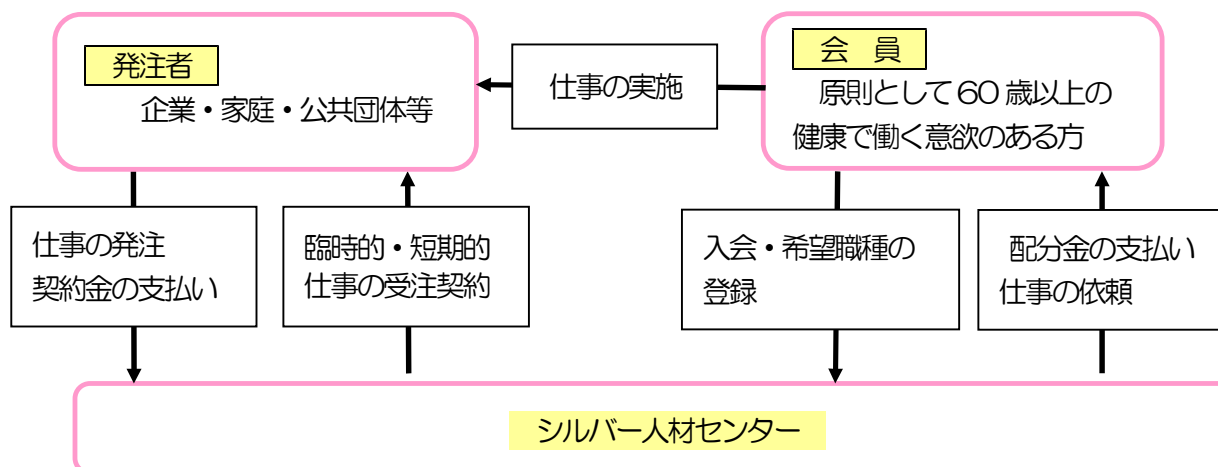 発注者
企業・家庭・公共団体等
仕事の実施
会　員
原則として60歳以上の
健康で働く意欲のある方
仕事の発注
契約金の支払い
臨時的・短期的
仕事の受注契約
入会・希望職種の
登録
配分金の支払い
仕事の依頼
シルバー人材センター